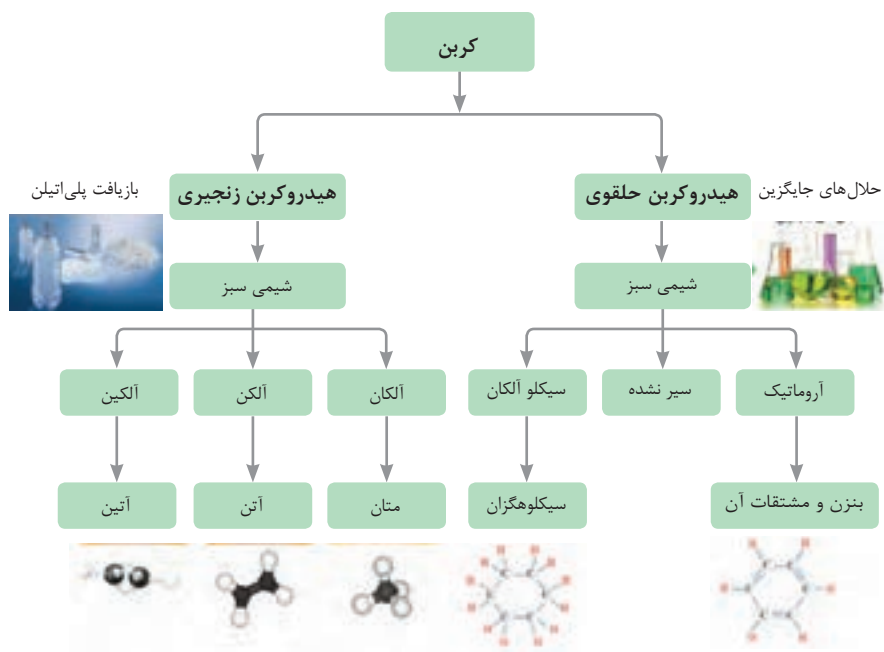 کربن
هیدروکربن حلقوی
هیدروکربن زنجیری
حلال‌های جایگزین
بازیافت پلی‌اتیلن
شیمی سبز
شیمی سبز
آروماتیک
سیر نشده
سیکلو آلکان
آلکان
آلکن
آلکین
بنزن و مشتقات آن
سیکلوهگزان
متان
آتن
آتین